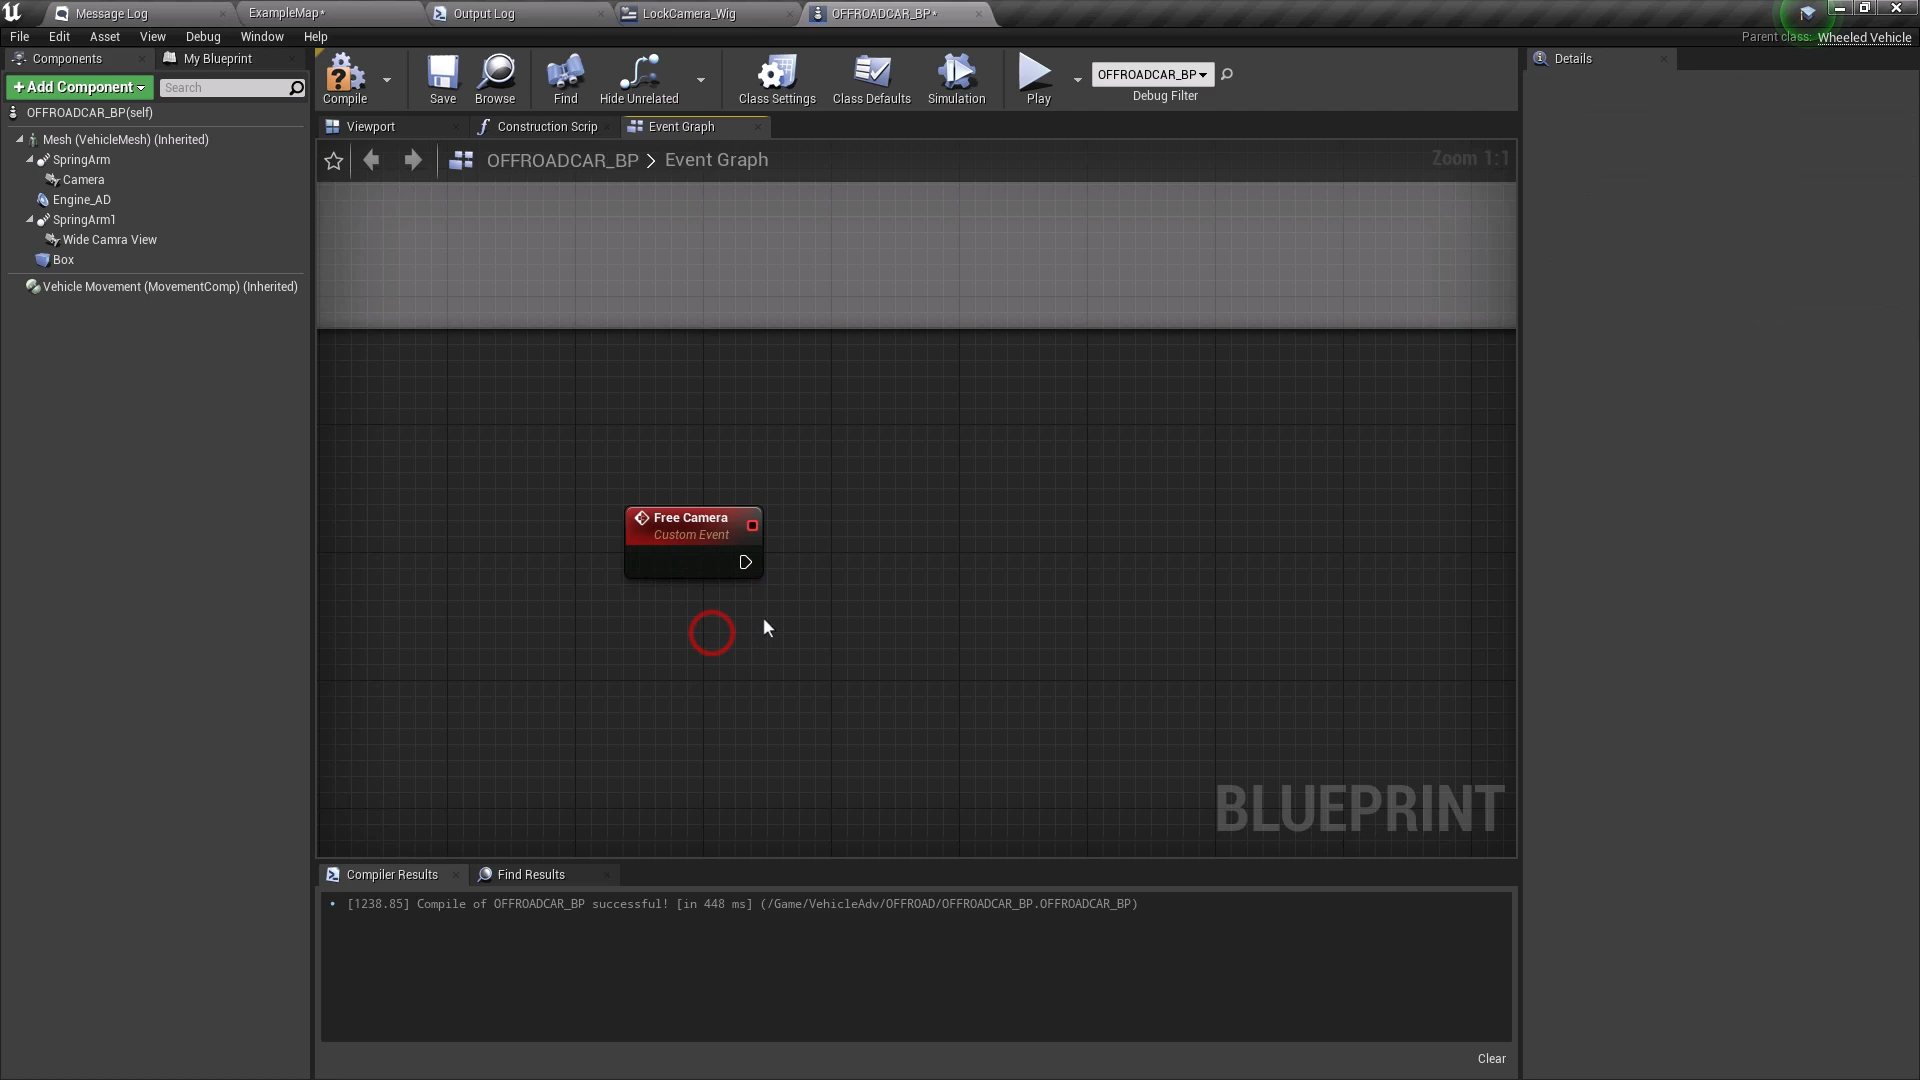 Message Log
ExampleMap*
Output Log
LockCamera_Wig
OFFROADCAR_BP*
File Edit Asset View Debug Window Help
Parent class: Wheeled Vehicle
Components
My Blueprint
+Add Component
Search
OFFROADCAR_BP(self)
Mesh (VehicleMesh) (Inherited)
SpringArm
Camera
Engine_AD
SpringArm1
Wide Camra View
Box
Vehicle Movement (MovementComp) (Inherited)
Compile
Save
Browse
Find
Hide Unrelated
Class Settings
Class Defaults
Simulation
Play
OFFROADCAR_BP
Debug Filter
Viewport
Construction Scrip
Event Graph
OFFROADCAR_BP > Event Graph
Zoom 1:1
Free Camera
Custom Event
BLUEPRINT
Details
Compiler Results
Find Results
[1238.85] Compile of OFFROADCAR_BP successful! [in 448 ms] (/Game/VehicleAdv/OFFROAD/OFFROADCAR_BP.OFFROADCAR_BP)
Clear